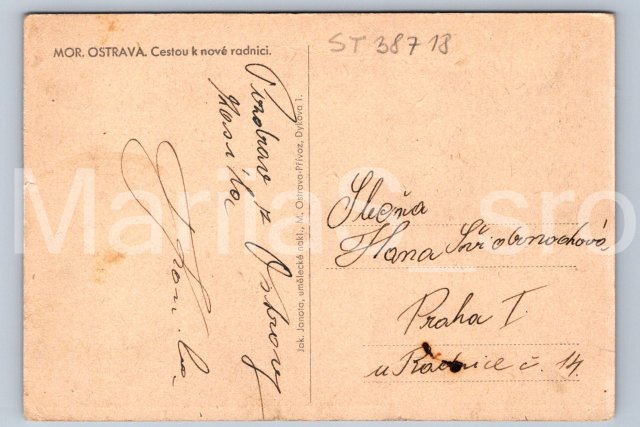 MOR. OSTRAVA. Cestou k nové radnici.
ST 38718
Pozdrav z Ostravy
Jak. Janota, umělecké nakl., M. Ostrava-Přívoz, Dykova 1.
Slečna
Hana
Praha I
u Radnice č. 14